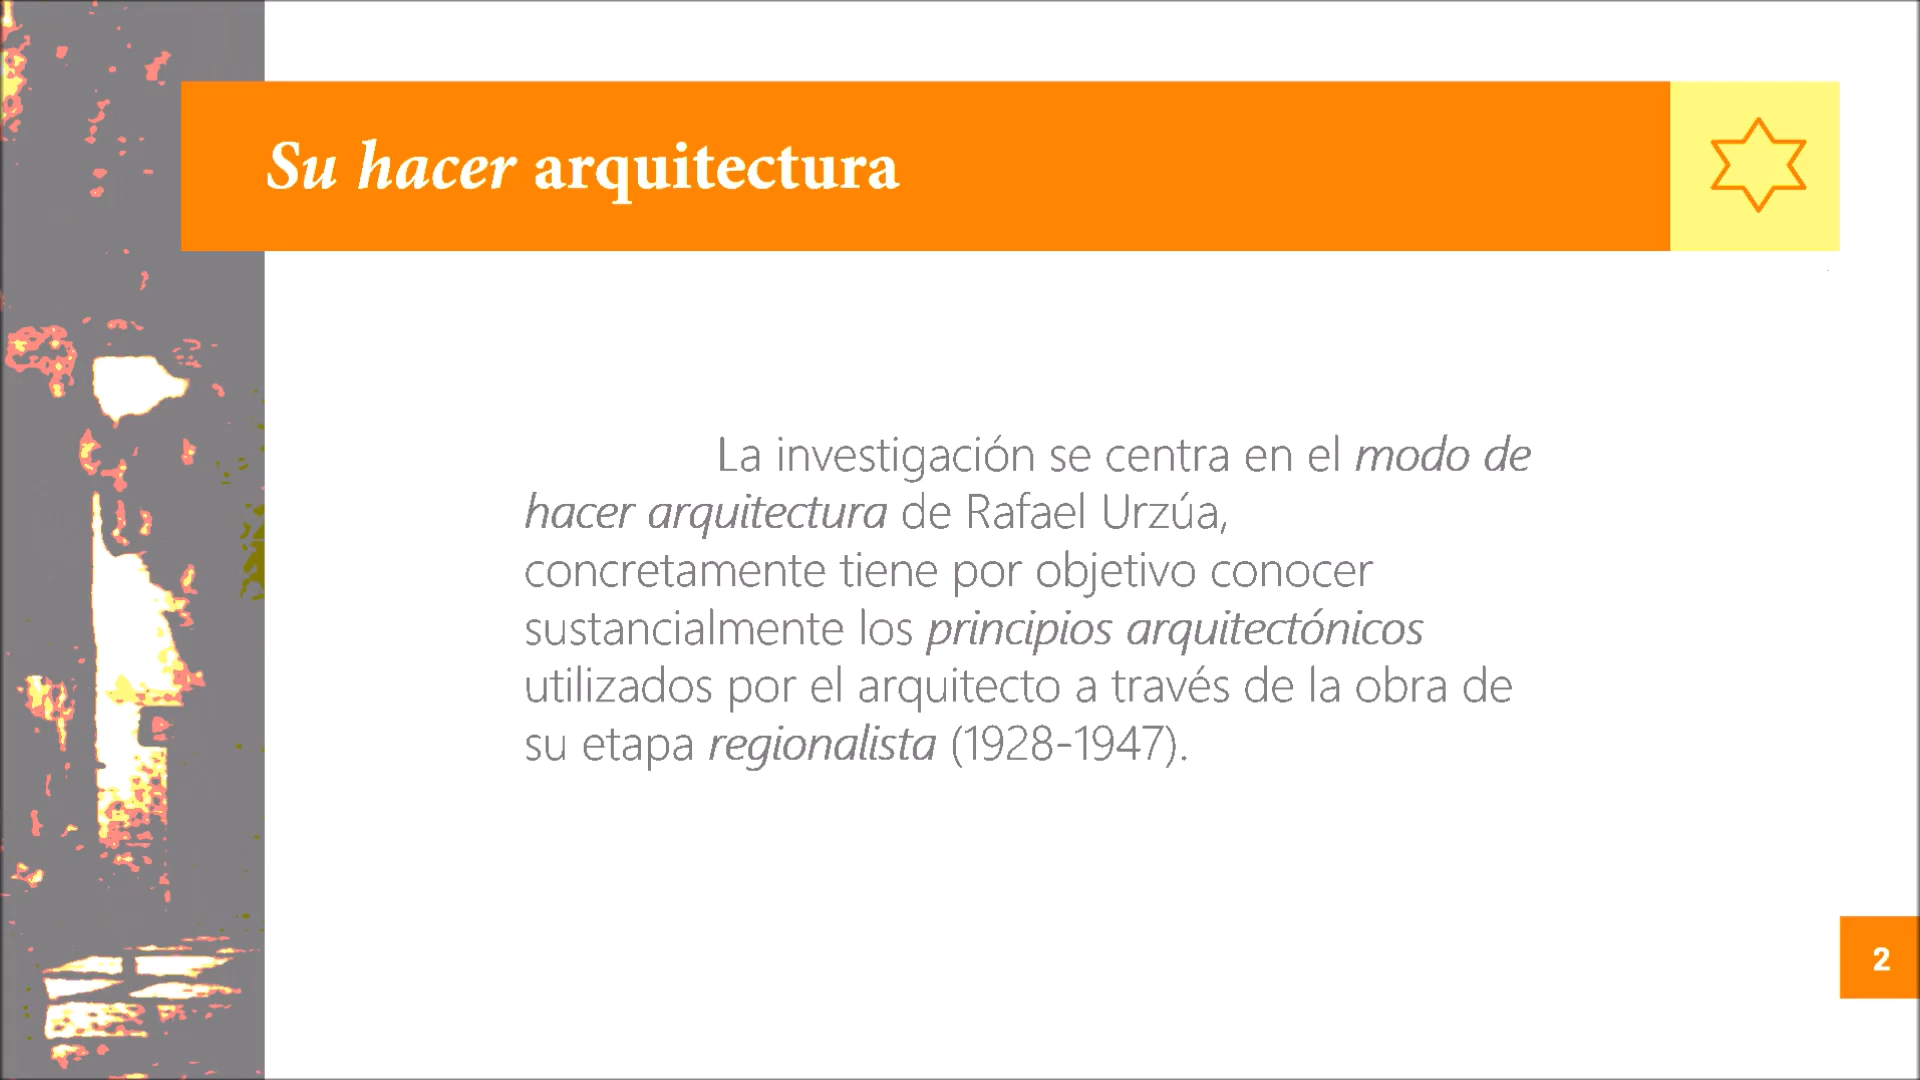 Su hacer arquitectura
La investigación se centra en el modo de
hacer arquitectura de Rafael Urzúa,
concretamente tiene por objetivo conocer
sustancialmente los principios arquitectónicos
utilizados por el arquitecto a través de la obra de
su etapa regionalista (1928-1947).
2